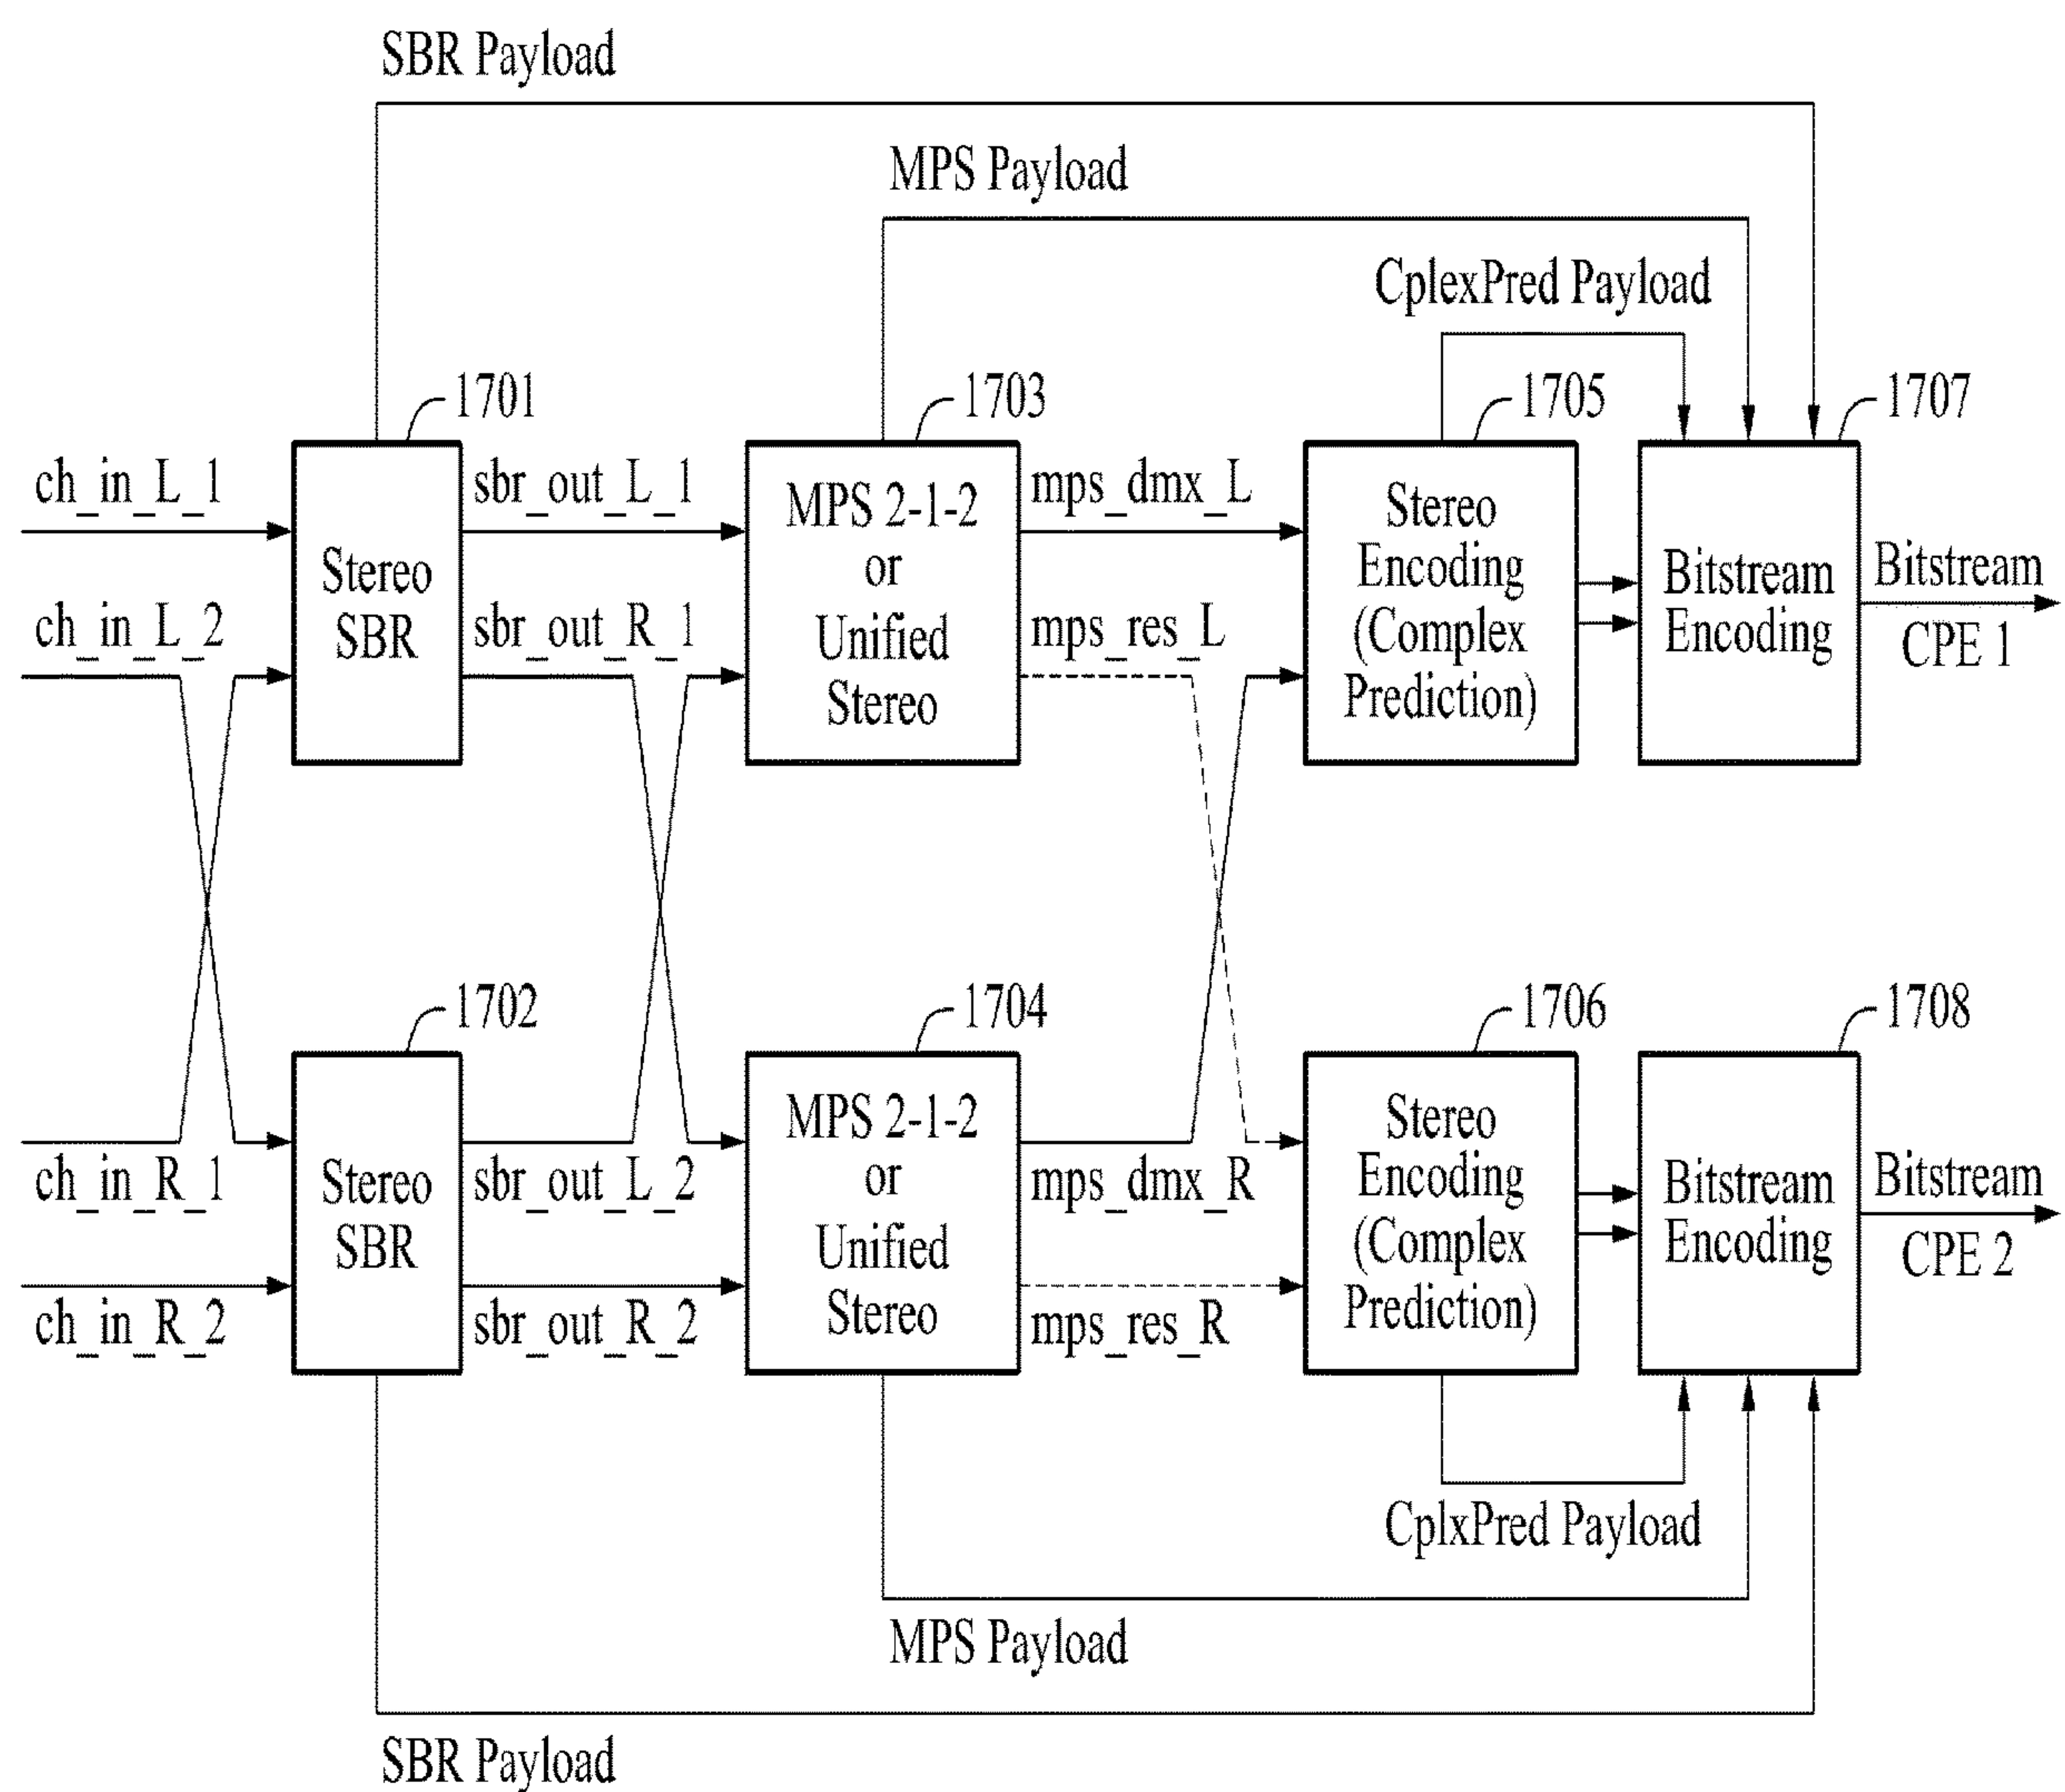 SBR Payload
MPS Payload
CplexPred Payload
1701
1703
1705
1707
ch_in_L_1
sbr_out_L_1
mps_dmx_L
ch_in_L_2
sbr_out_R_1
mps_res_L
Stereo
SBR
MPS 2-1-2
or
Unified
Stereo
Stereo
Encoding
(Complex
Prediction)
Bitstream
Encoding
Bitstream
CPE 1
1702
1704
1706
1708
ch_in_R_1
sbr_out_L_2
mps_dmx_R
ch_in_R_2
sbr_out_R_2
mps_res_R
Stereo
SBR
MPS 2-1-2
or
Unified
Stereo
Stereo
Encoding
(Complex
Prediction)
Bitstream
Encoding
Bitstream
CPE 2
CplxPred Payload
MPS Payload
SBR Payload